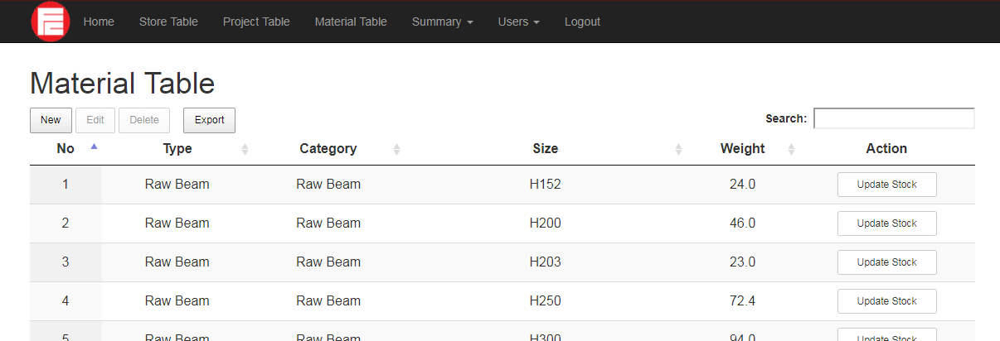 Home Store Table Project Table Material Table Summary Users Logout
Material Table
New Edit Delete Export Search:
No Type Category Size Weight Action
1 Raw Beam Raw Beam H152 24.0 Update Stock
2 Raw Beam Raw Beam H200 46.0 Update Stock
3 Raw Beam Raw Beam H203 23.0 Update Stock
4 Raw Beam Raw Beam H250 72.4 Update Stock
5 Raw Beam Raw Beam H300 94.0 Update Stock